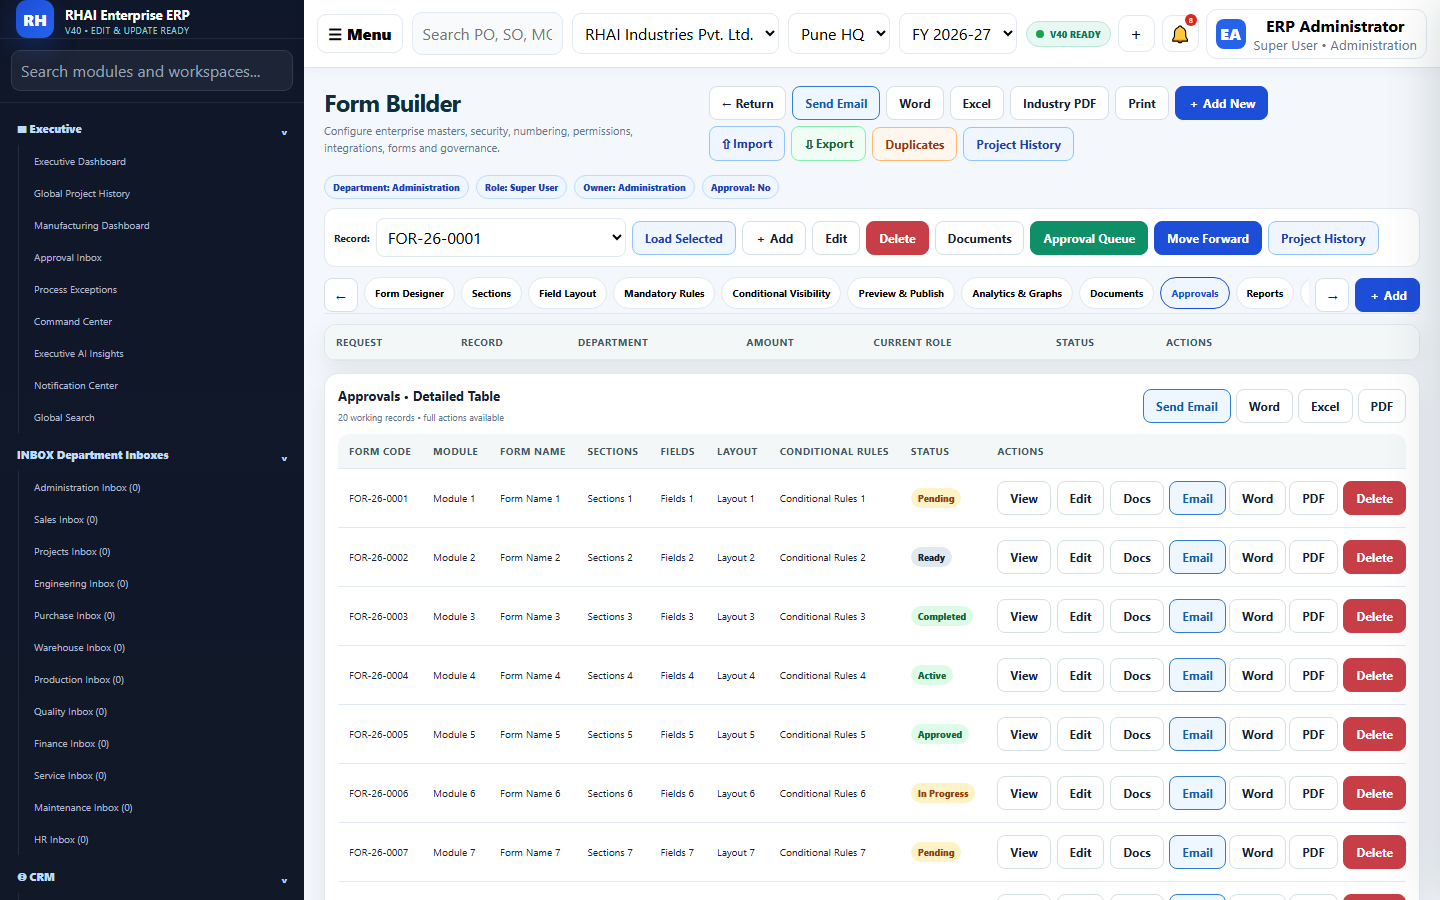 RH
RHAI Enterprise ERP
V40 • EDIT & UPDATE READY
Search modules and workspaces...
Executive
Executive Dashboard
Global Project History
Manufacturing Dashboard
Approval Inbox
Process Exceptions
Command Center
Executive AI Insights
Notification Center
Global Search
INBOX Department Inboxes
Administration Inbox (0)
Sales Inbox (0)
Projects Inbox (0)
Engineering Inbox (0)
Purchase Inbox (0)
Warehouse Inbox (0)
Production Inbox (0)
Quality Inbox (0)
Finance Inbox (0)
Service Inbox (0)
Maintenance Inbox (0)
HR Inbox (0)
CRM
☰ Menu
Search PO, SO, MC
RHAI Industries Pvt. Ltd.
Pune HQ
FY 2026-27
V40 READY
+
8
EA
ERP Administrator
Super User • Administration
Form Builder
Configure enterprise masters, security, numbering, permissions,
integrations, forms and governance.
← Return
Send Email
Word
Excel
Industry PDF
Print
+ Add New
⇧ Import
⇩ Export
Duplicates
Project History
Department: Administration
Role: Super User
Owner: Administration
Approval: No
Record:
FOR-26-0001
Load Selected
+ Add
Edit
Delete
Documents
Approval Queue
Move Forward
Project History
←
Form Designer
Sections
Field Layout
Mandatory Rules
Conditional Visibility
Preview & Publish
Analytics & Graphs
Documents
Approvals
Reports
→
+ Add
REQUEST RECORD DEPARTMENT AMOUNT CURRENT ROLE STATUS ACTIONS
Approvals • Detailed Table
20 working records • full actions available
Send Email
Word
Excel
PDF
FORM CODE MODULE FORM NAME SECTIONS FIELDS LAYOUT CONDITIONAL RULES STATUS ACTIONS
FOR-26-0001 Module 1 Form Name 1 Sections 1 Fields 1 Layout 1 Conditional Rules 1 Pending View Edit Docs Email Word PDF Delete
FOR-26-0002 Module 2 Form Name 2 Sections 2 Fields 2 Layout 2 Conditional Rules 2 Ready View Edit Docs Email Word PDF Delete
FOR-26-0003 Module 3 Form Name 3 Sections 3 Fields 3 Layout 3 Conditional Rules 3 Completed View Edit Docs Email Word PDF Delete
FOR-26-0004 Module 4 Form Name 4 Sections 4 Fields 4 Layout 4 Conditional Rules 4 Active View Edit Docs Email Word PDF Delete
FOR-26-0005 Module 5 Form Name 5 Sections 5 Fields 5 Layout 5 Conditional Rules 5 Approved View Edit Docs Email Word PDF Delete
FOR-26-0006 Module 6 Form Name 6 Sections 6 Fields 6 Layout 6 Conditional Rules 6 In Progress View Edit Docs Email Word PDF Delete
FOR-26-0007 Module 7 Form Name 7 Sections 7 Fields 7 Layout 7 Conditional Rules 7 Pending View Edit Docs Email Word PDF Delete